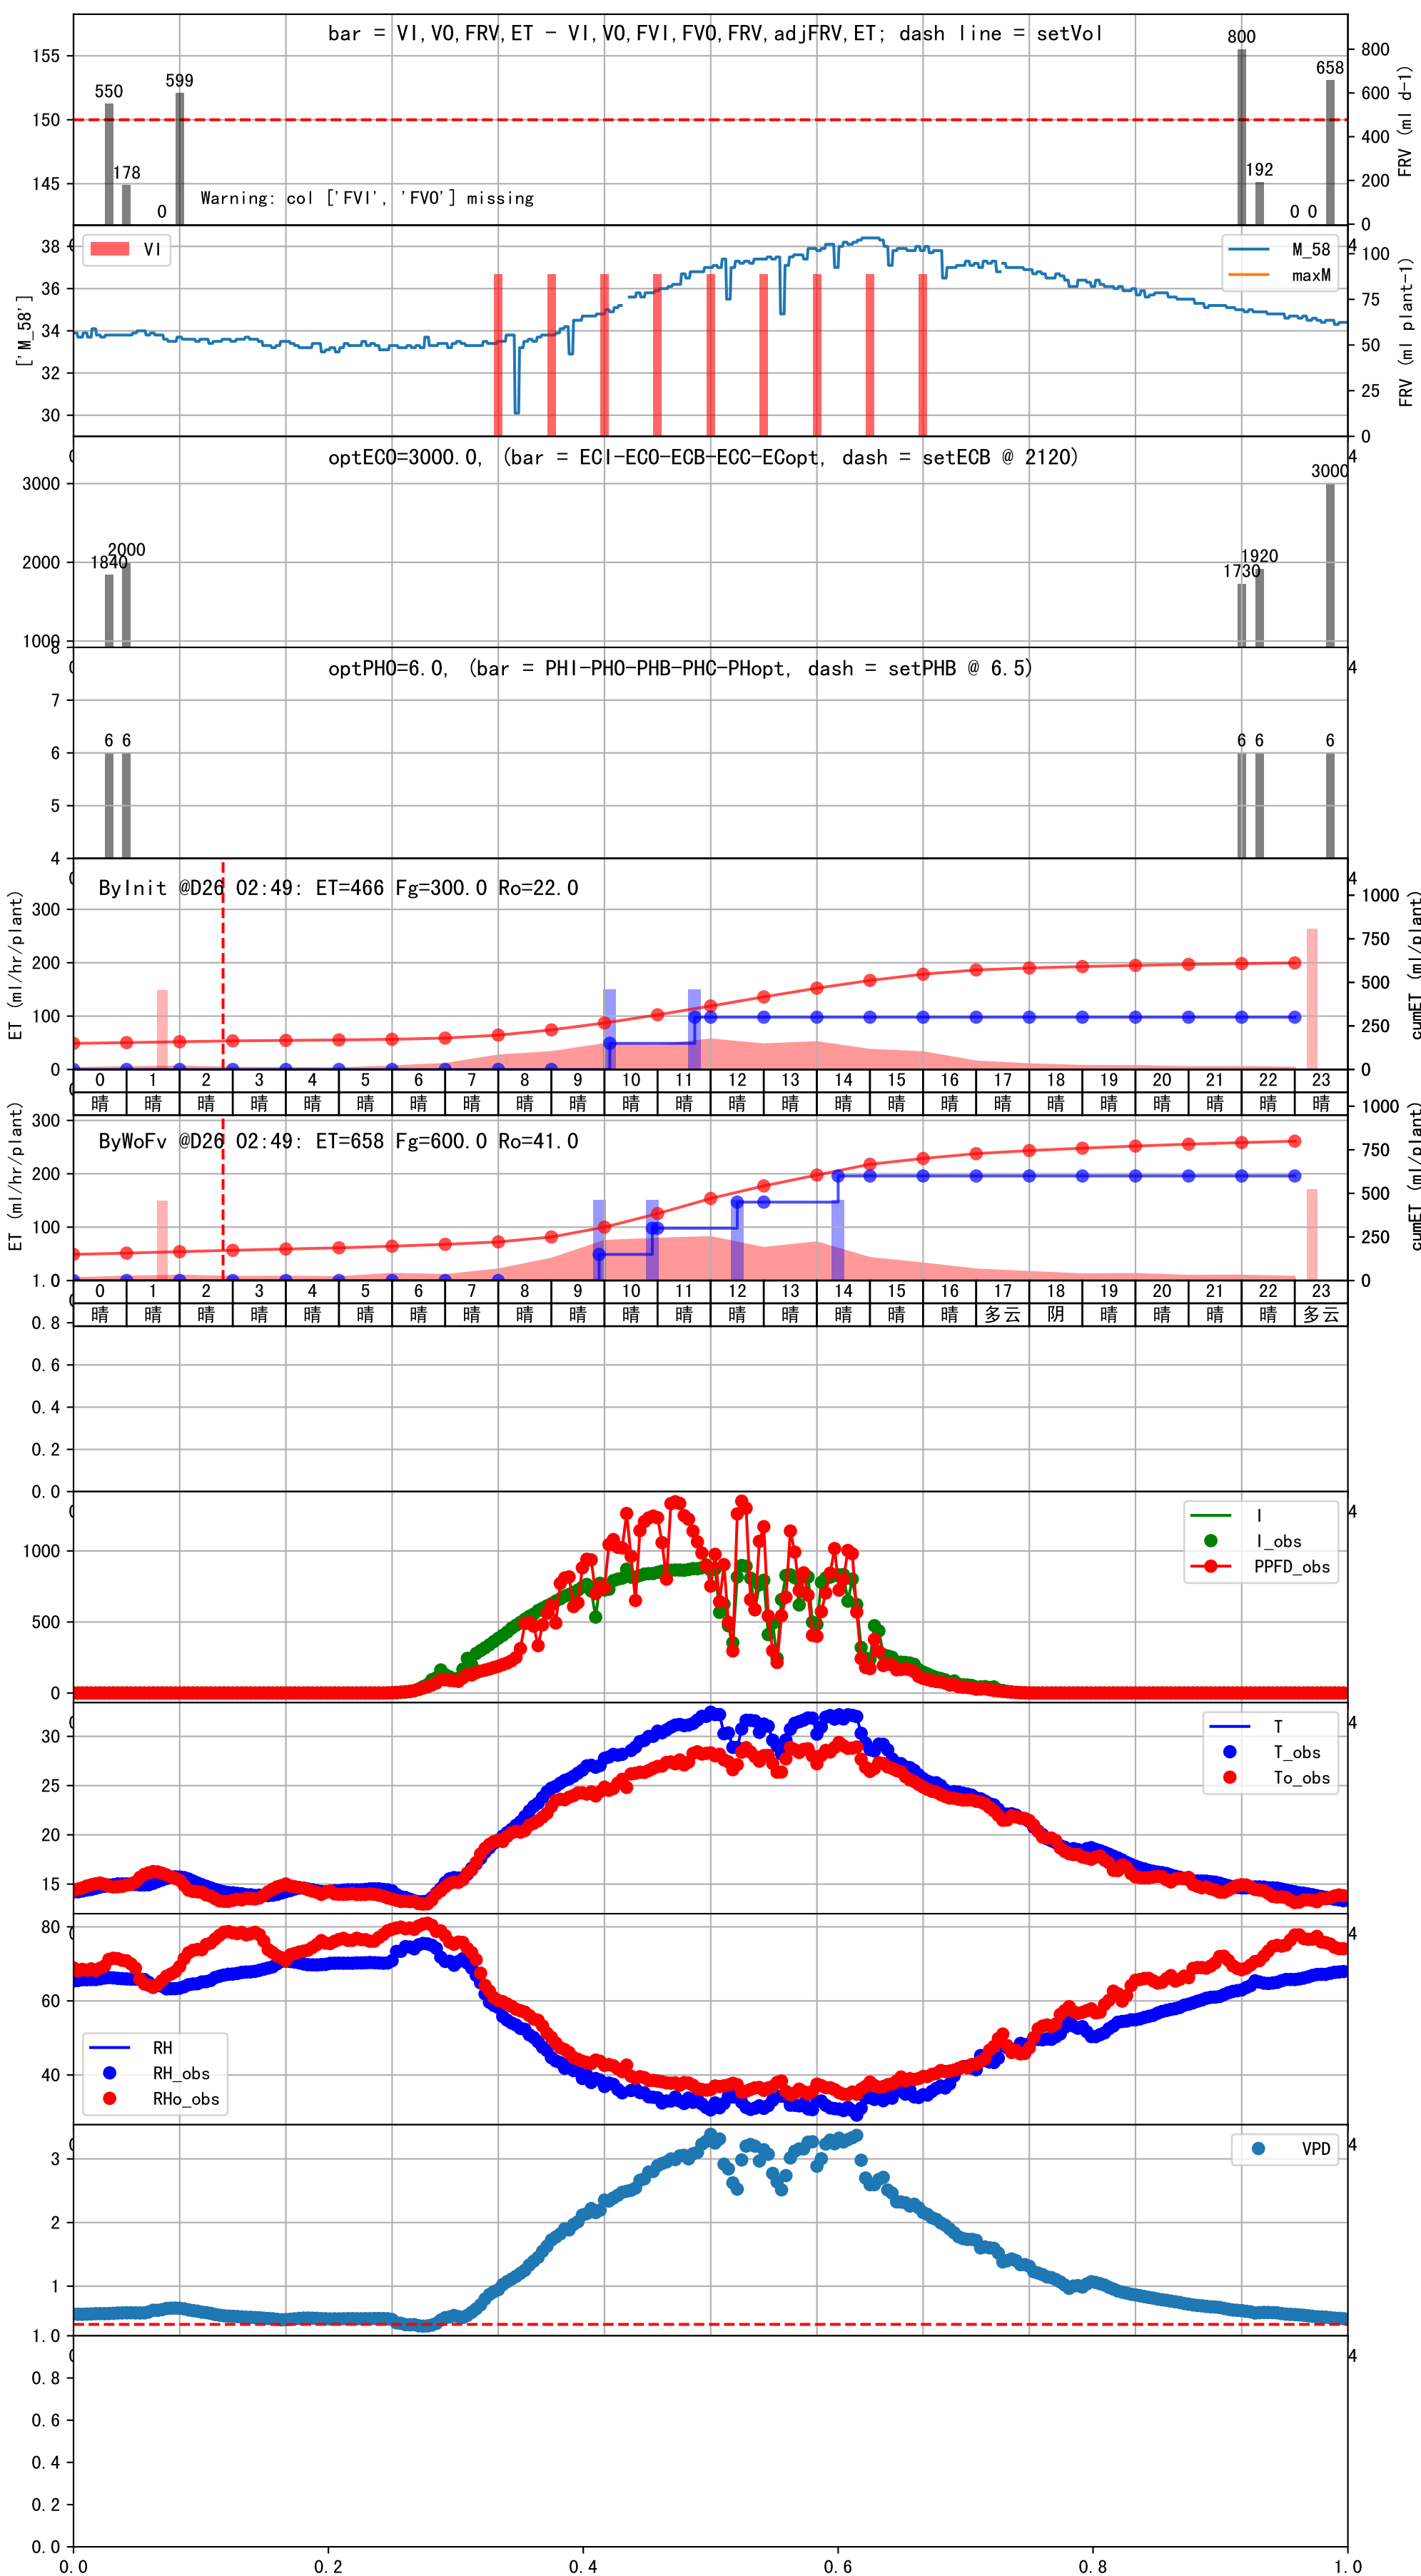 bar = VI,VO,FRV,ET - VI,VO,FVI,FVO,FRV,adjFRV,ET; dash line = setVol
155
150
145
550
178
0
599
Warning: col ['FVI', 'FVO'] missing
800
192
0 0
658
800
600
400
200
0
FRV (ml d-1)
['M_58']
38
36
34
32
30
VI
M_58
maxM
100
75
50
25
0
FRV (ml plant-1)
optECO=3000.0, (bar = ECI-ECO-ECB-ECC-ECopt, dash = setECB @ 2120)
3000
2000
1000
1840
2000
1730
1920
3000
optPHO=6.0, (bar = PHI-PHO-PHB-PHC-PHopt, dash = setPHB @ 6.5)
8
7
6
5
4
6 6
6 6
6
ByInit @D26 02:49: ET=466 Fg=300.0 Ro=22.0
ET (ml/hr/plant)
300
200
100
0
1000
750
500
250
0
cumET (ml/plant)
0 1 2 3 4 5 6 7 8 9 10 11 12 13 14 15 16 17 18 19 20 21 22 23
晴 晴 晴 晴 晴 晴 晴 晴 晴 晴 晴 晴 晴 晴 晴 晴 晴 晴 晴 晴 晴 晴 晴 晴
ByWoFv @D26 02:49: ET=658 Fg=600.0 Ro=41.0
ET (ml/hr/plant)
300
200
100
1000
750
500
250
0
cumET (ml/plant)
0 1 2 3 4 5 6 7 8 9 10 11 12 13 14 15 16 17 18 19 20 21 22 23
晴 晴 晴 晴 晴 晴 晴 晴 晴 晴 晴 晴 晴 晴 晴 晴 晴 多云 阴 晴 晴 晴 晴 多云
1.0
0.8
0.6
0.4
0.2
0.0
1000
500
0
I
I_obs
PPFD_obs
30
25
20
15
T
T_obs
To_obs
80
60
40
RH
RH_obs
RHo_obs
3
2
1
VPD
1.0
0.8
0.6
0.4
0.2
0.0
0.0 0.2 0.4 0.6 0.8 1.0